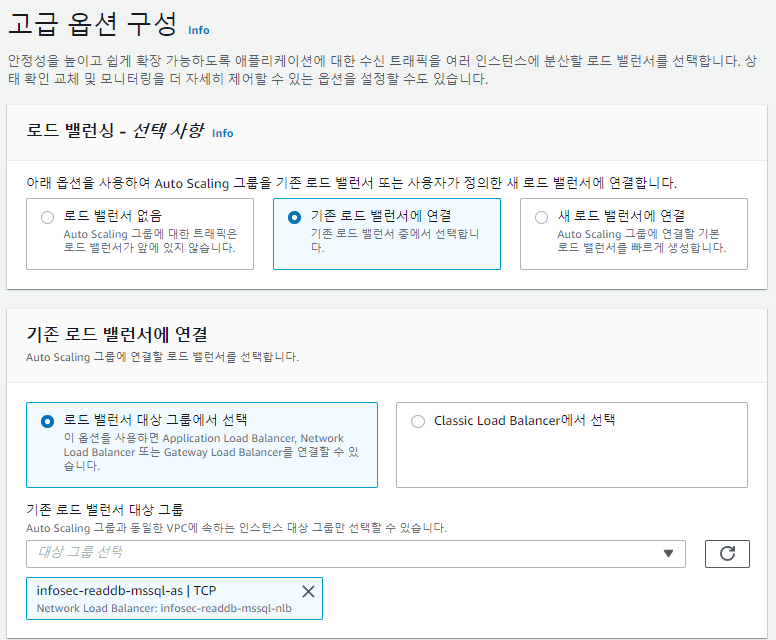 고급 옵션 구성 Info
안정성을 높이고 쉽게 확장 가능하도록 애플리케이션에 대한 수신 트래픽을 여러 인스턴스에 분산할 로드 밸런서를 선택합니다. 상
태 확인 교체 및 모니터링을 더 자세히 제어할 수 있는 옵션을 설정할 수도 있습니다.
로드 밸런싱 - 선택 사항 Info
아래 옵션을 사용하여 Auto Scaling 그룹을 기존 로드 밸런서 또는 사용자가 정의한 새 로드 밸런서에 연결합니다.
로드 밸런서 없음
Auto Scaling 그룹에 대한 트래픽은
로드 밸런서가 앞에 있지 않습니다.
기존 로드 밸런서에 연결
기존 로드 밸런서 중에서 선택합니
다.
새 로드 밸런서에 연결
Auto Scaling 그룹에 연결할 기본
로드 밸런서를 빠르게 생성합니다.
기존 로드 밸런서에 연결
Auto Scaling 그룹에 연결할 로드 밸런서를 선택합니다.
로드 밸런서 대상 그룹에서 선택
이 옵션을 사용하면 Application Load Balancer, Network
Load Balancer 또는 Gateway Load Balancer를 연결할 수 있
습니다.
Classic Load Balancer에서 선택
기존 로드 밸런서 대상 그룹
Auto Scaling 그룹과 동일한 VPC에 속하는 인스턴스 대상 그룹만 선택할 수 있습니다.
대상 그룹 선택
infosec-readdb-mssql-as | TCP
Network Load Balancer: infosec-readdb-mssql-nlb